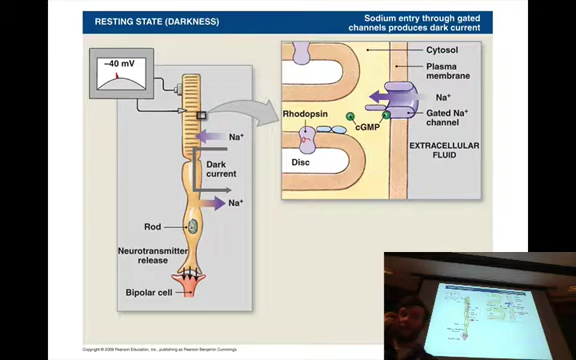 RESTING STATE (DARKNESS)
Sodium entry through gated
channels produces dark current
−40 mV
Na⁺
Dark
current
Na⁺
Rod
Neurotransmitter
release
Bipolar cell
Cytosol
Plasma
membrane
Na⁺
Rhodopsin
cGMP
Gated Na⁺
channel
Disc
EXTRACELLULAR
FLUID
Copyright © 2009 Pearson Education, Inc., publishing as Pearson Benjamin Cummings.